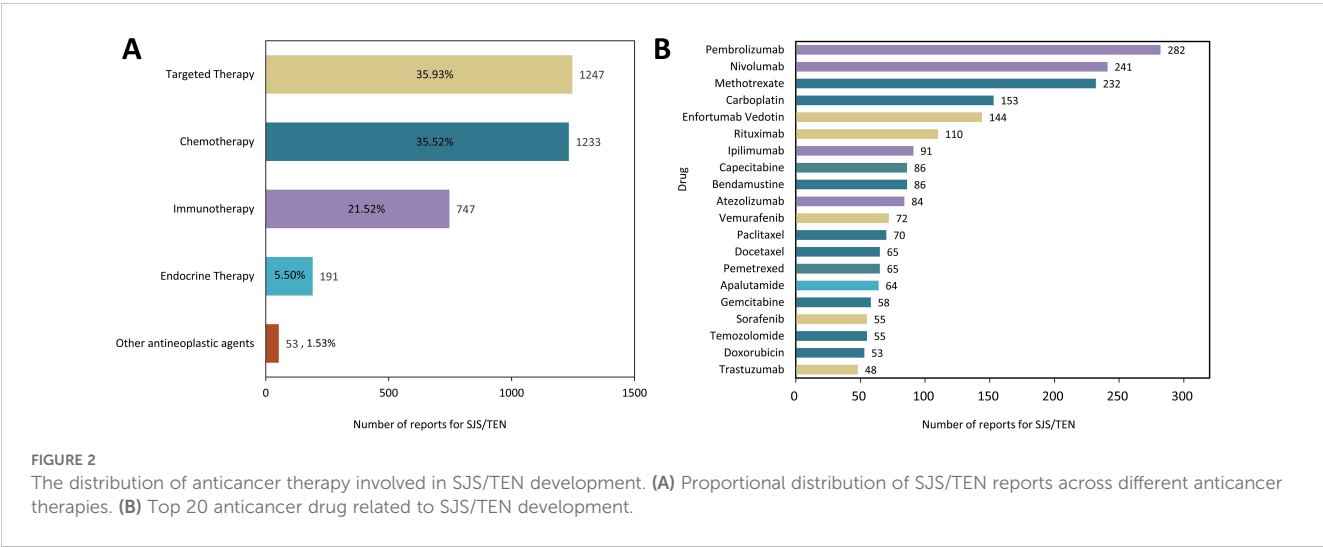 A
Targeted Therapy 35.93% 1247
Chemotherapy 35.52% 1233
Immunotherapy 21.52% 747
Endocrine Therapy 5.50% 191
Other antineoplastic agents 53 , 1.53%
0 500 1000 1500
Number of reports for SJS/TEN
B
Drug
Pembrolizumab 282
Nivolumab 241
Methotrexate 232
Carboplatin 153
Enfortumab Vedotin 144
Rituximab 110
Ipilimumab 91
Capecitabine 86
Bendamustine 86
Atezolizumab 84
Vemurafenib 72
Paclitaxel 70
Docetaxel 65
Pemetrexed 65
Apalutamide 64
Gemcitabine 58
Sorafenib 55
Temozolomide 55
Doxorubicin 53
Trastuzumab 48
0 50 100 150 200 250 300
Number of reports for SJS/TEN
FIGURE 2
The distribution of anticancer therapy involved in SJS/TEN development. (A) Proportional distribution of SJS/TEN reports across different anticancer
therapies. (B) Top 20 anticancer drug related to SJS/TEN development.